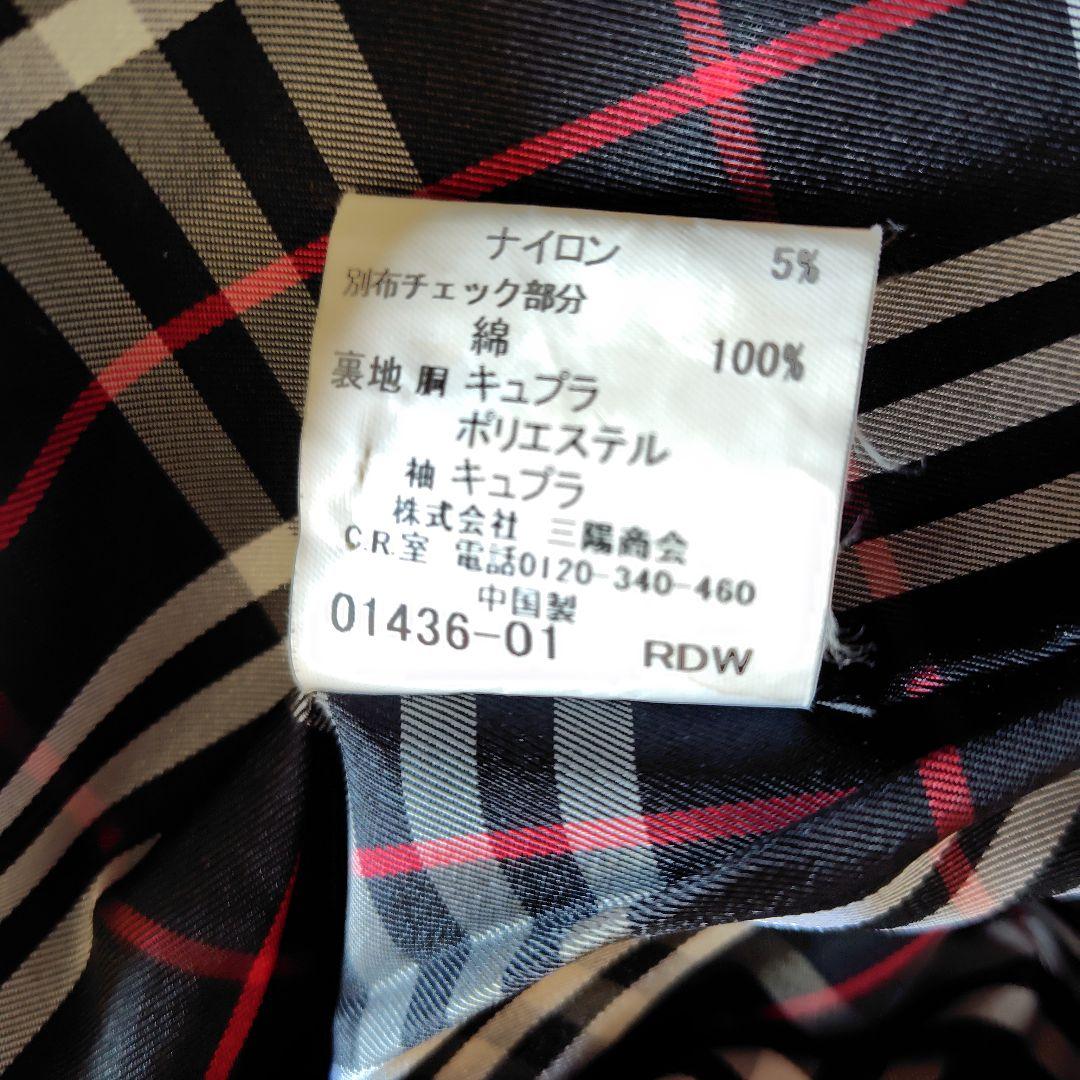 ナイロン 5%
別布チェック部分
綿 100%
裏地 胴 キュプラ
ポリエステル
袖 キュプラ
株式会社 三陽商会
C.R.室 電話0120-340-460
中国製
01436-01 RDW